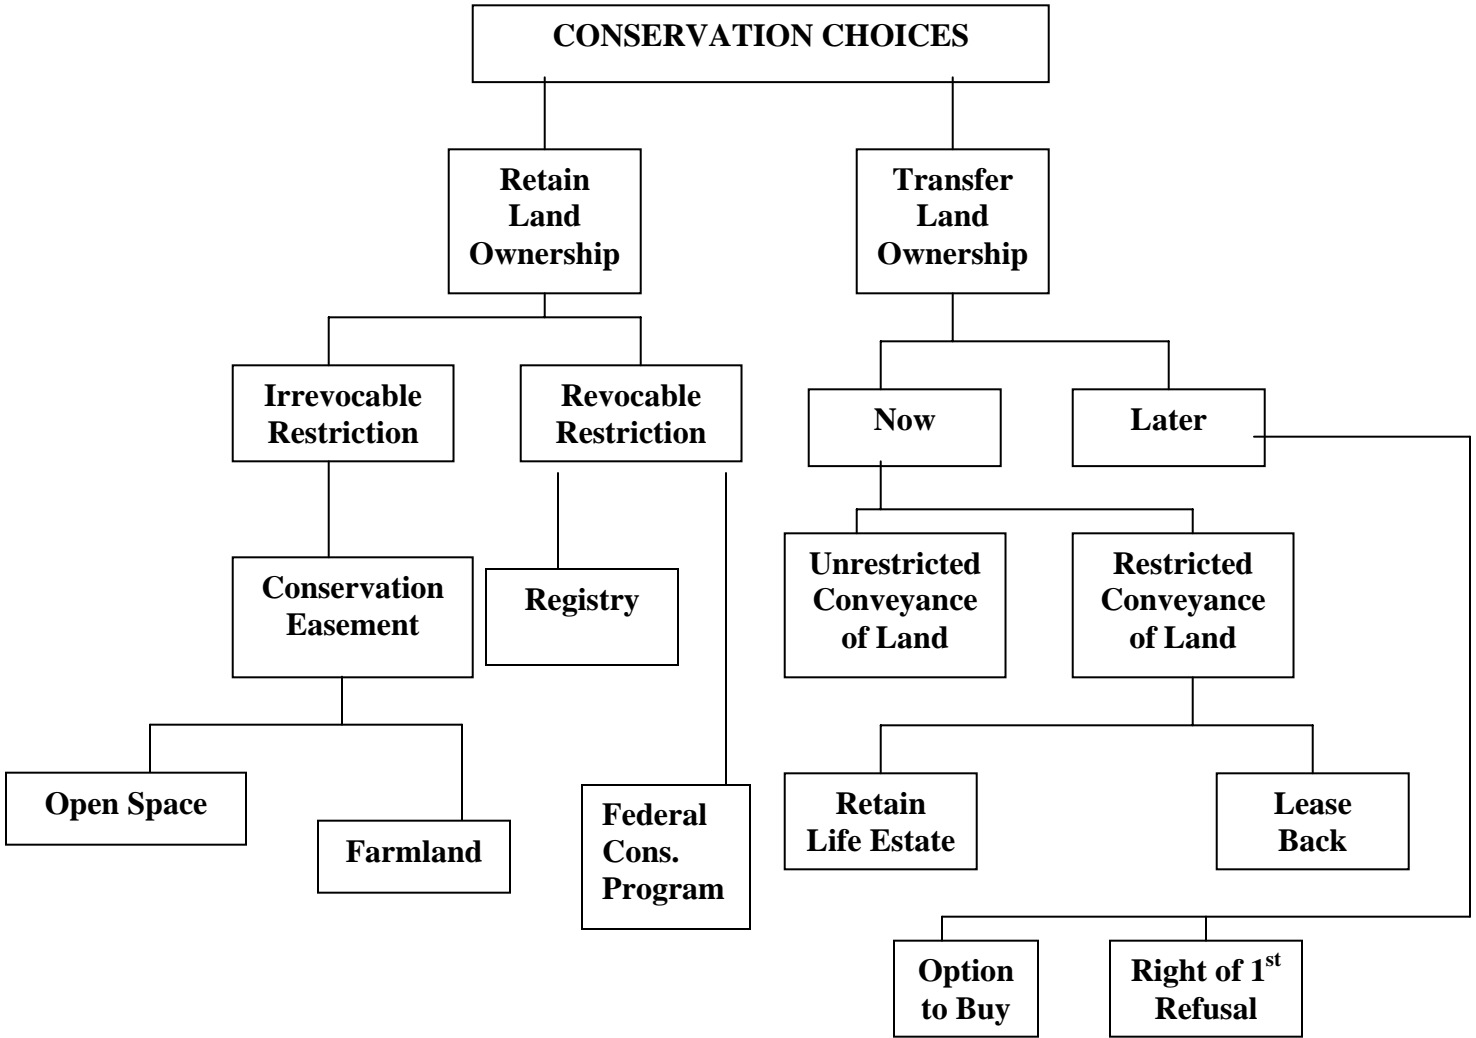 CONSERVATION CHOICES
Retain
Land
Ownership
Transfer
Land
Ownership
Irrevocable
Restriction
Revocable
Restriction
Now
Later
Conservation
Easement
Registry
Unrestricted
Conveyance
of Land
Restricted
Conveyance
of Land
Open Space
Farmland
Federal
Cons.
Program
Retain
Life Estate
Lease
Back
Option
to Buy
Right of 1st
Refusal